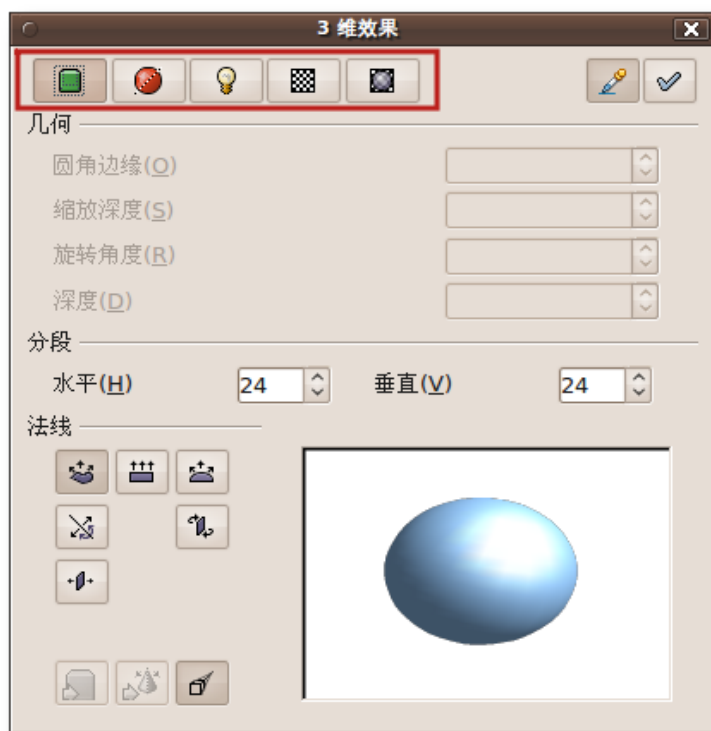 3 维效果
几何
圆角边缘(O)
缩放深度(S)
旋转角度(R)
深度(D)
分段
水平(H) 24 垂直(V) 24
法线